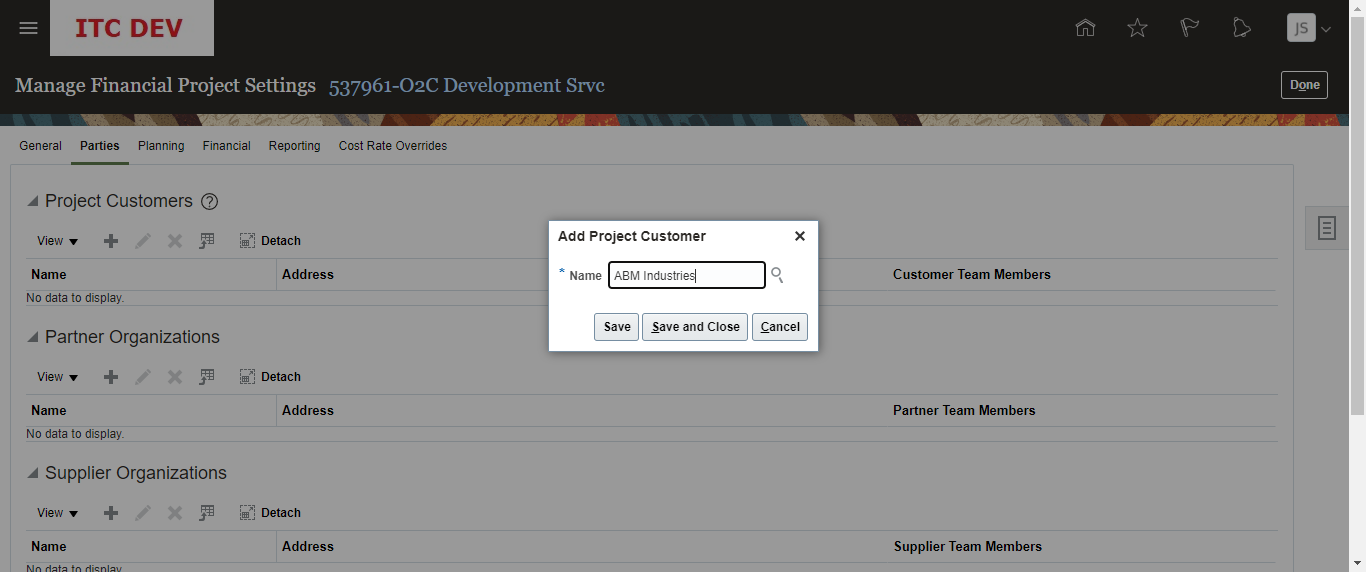 ITC DEV
JS
Manage Financial Project Settings 537961-O2C Development Srvc
Done
General Parties Planning Financial Reporting Cost Rate Overrides
Project Customers ?
View Detach
Name Address Customer Team Members
No data to display.
Add Project Customer
* Name ABM Industries
Save Save and Close Cancel
Partner Organizations
View Detach
Name Address Partner Team Members
No data to display.
Supplier Organizations
View Detach
Name Address Supplier Team Members
No data to display.